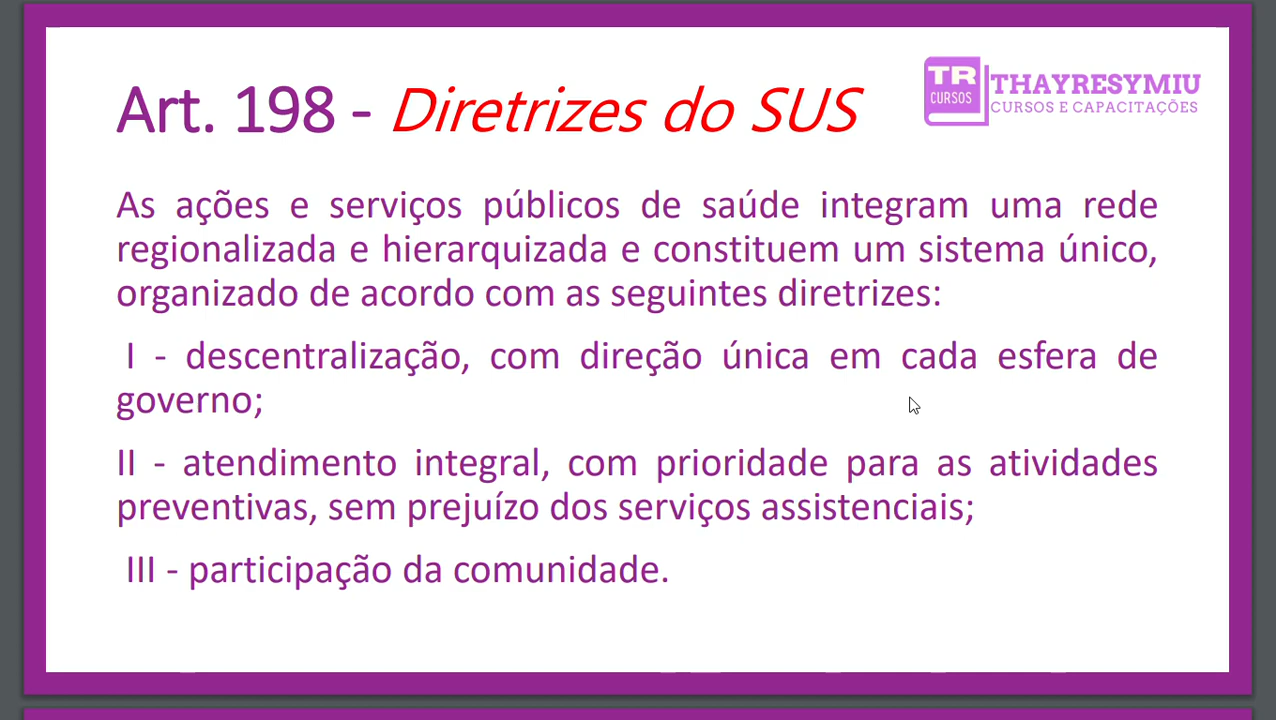 Art. 198 - Diretrizes do SUS
TR
CURSOS
THAYRESYMIU
CURSOS E CAPACITAÇÕES
As ações e serviços públicos de saúde integram uma rede
regionalizada e hierarquizada e constituem um sistema único,
organizado de acordo com as seguintes diretrizes:
I - descentralização, com direção única em cada esfera de
governo;
II - atendimento integral, com prioridade para as atividades
preventivas, sem prejuízo dos serviços assistenciais;
III - participação da comunidade.